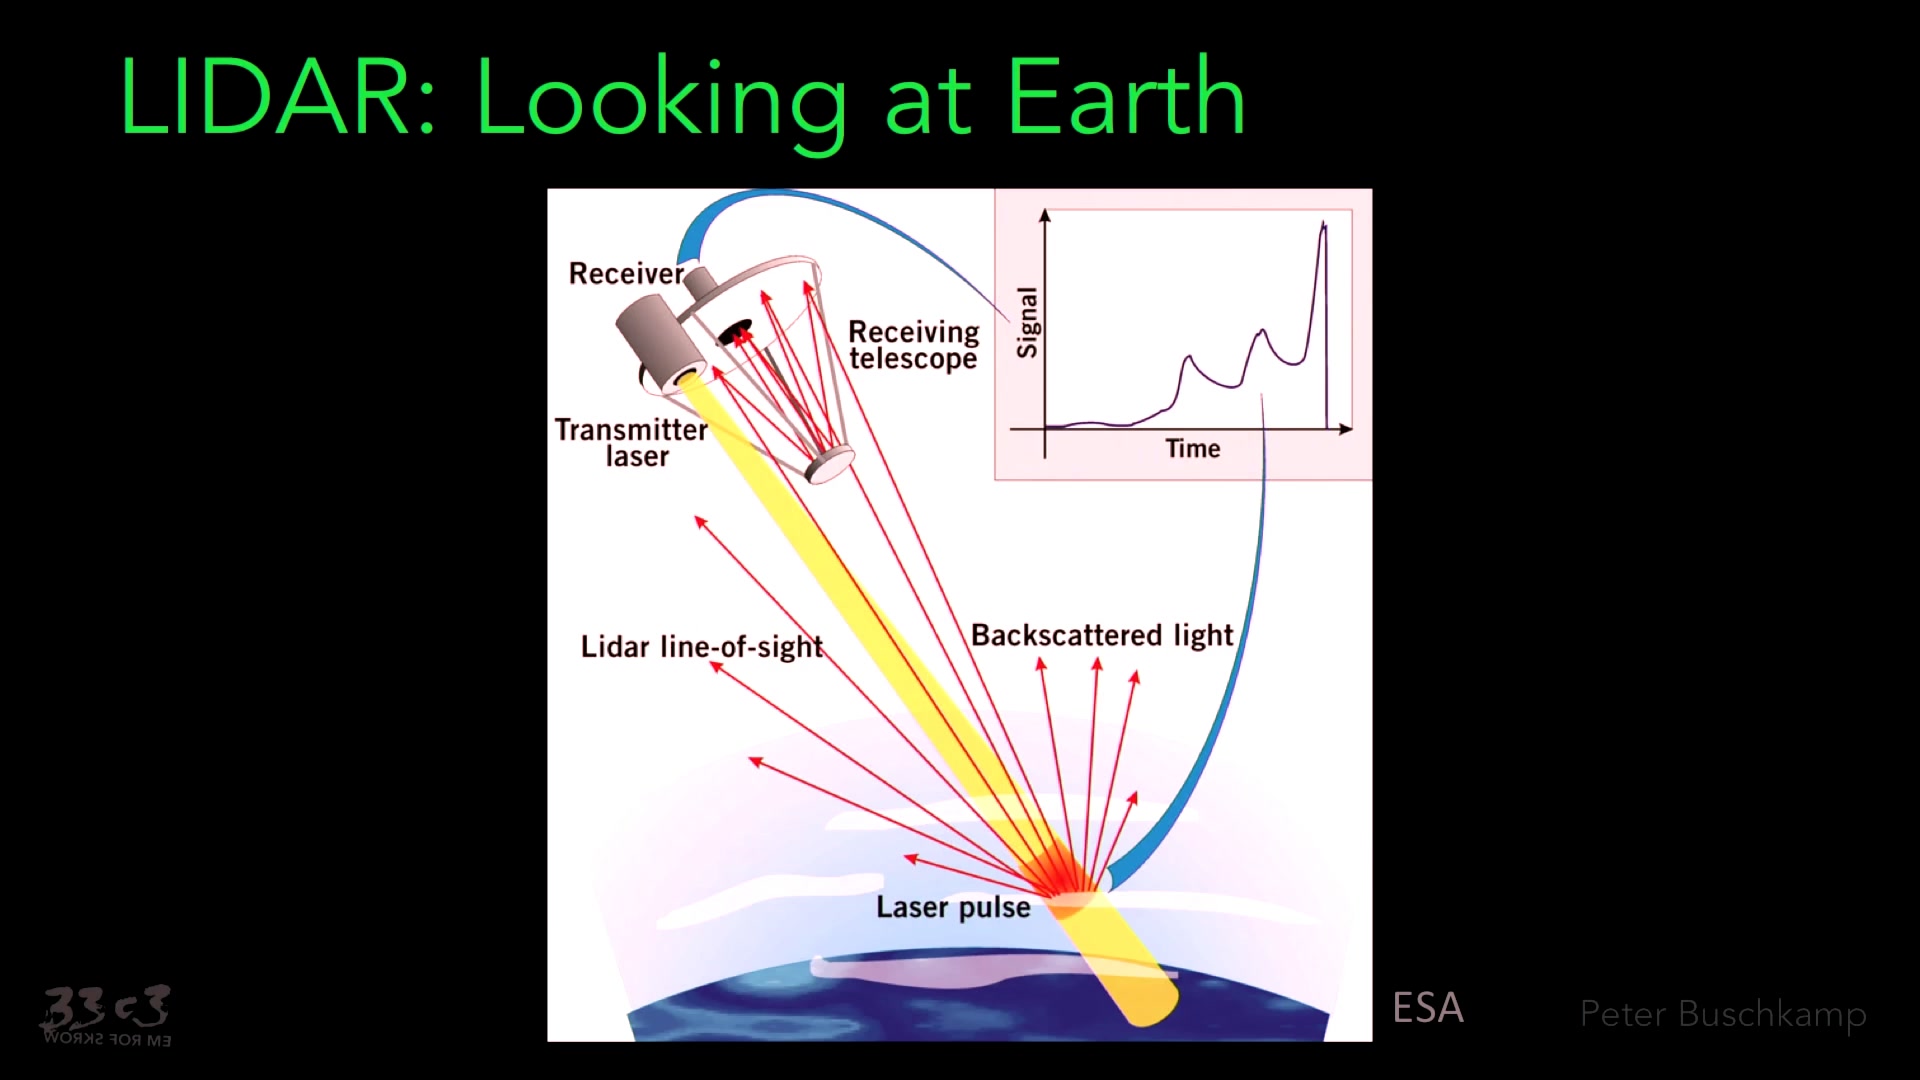 LIDAR: Looking at Earth
Receiver
Receiving
telescope
Signal
Time
Transmitter
laser
Lidar line-of-sight
Backscattered light
Laser pulse
33c3
WORKS FOR ME
ESA
Peter Buschkamp